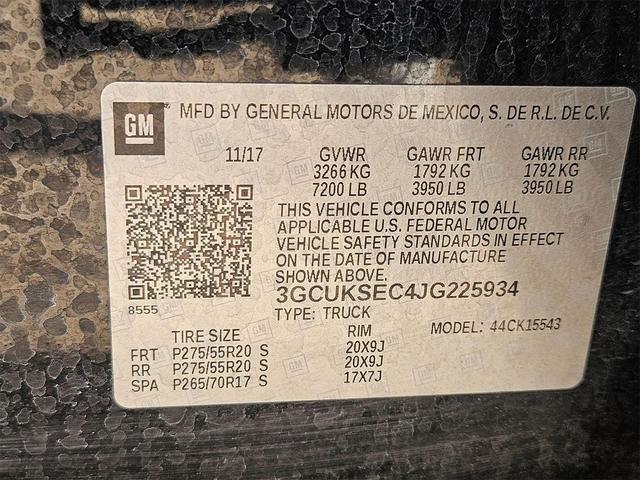 GM
MFD BY GENERAL MOTORS DE MEXICO, S. DE R.L. DE C.V.
11/17 GVWR GAWR FRT GAWR RR
3266 KG 1792 KG 1792 KG
7200 LB 3950 LB 3950 LB
THIS VEHICLE CONFORMS TO ALL
APPLICABLE U.S. FEDERAL MOTOR
VEHICLE SAFETY STANDARDS IN EFFECT
ON THE DATE OF MANUFACTURE
SHOWN ABOVE.
3GCUKSEC4JG225934
8555
TYPE: TRUCK
TIRE SIZE RIM MODEL: 44CK15543
FRT P275/55R20 S 20X9J
RR P275/55R20 S 20X9J
SPA P265/70R17 S 17X7J